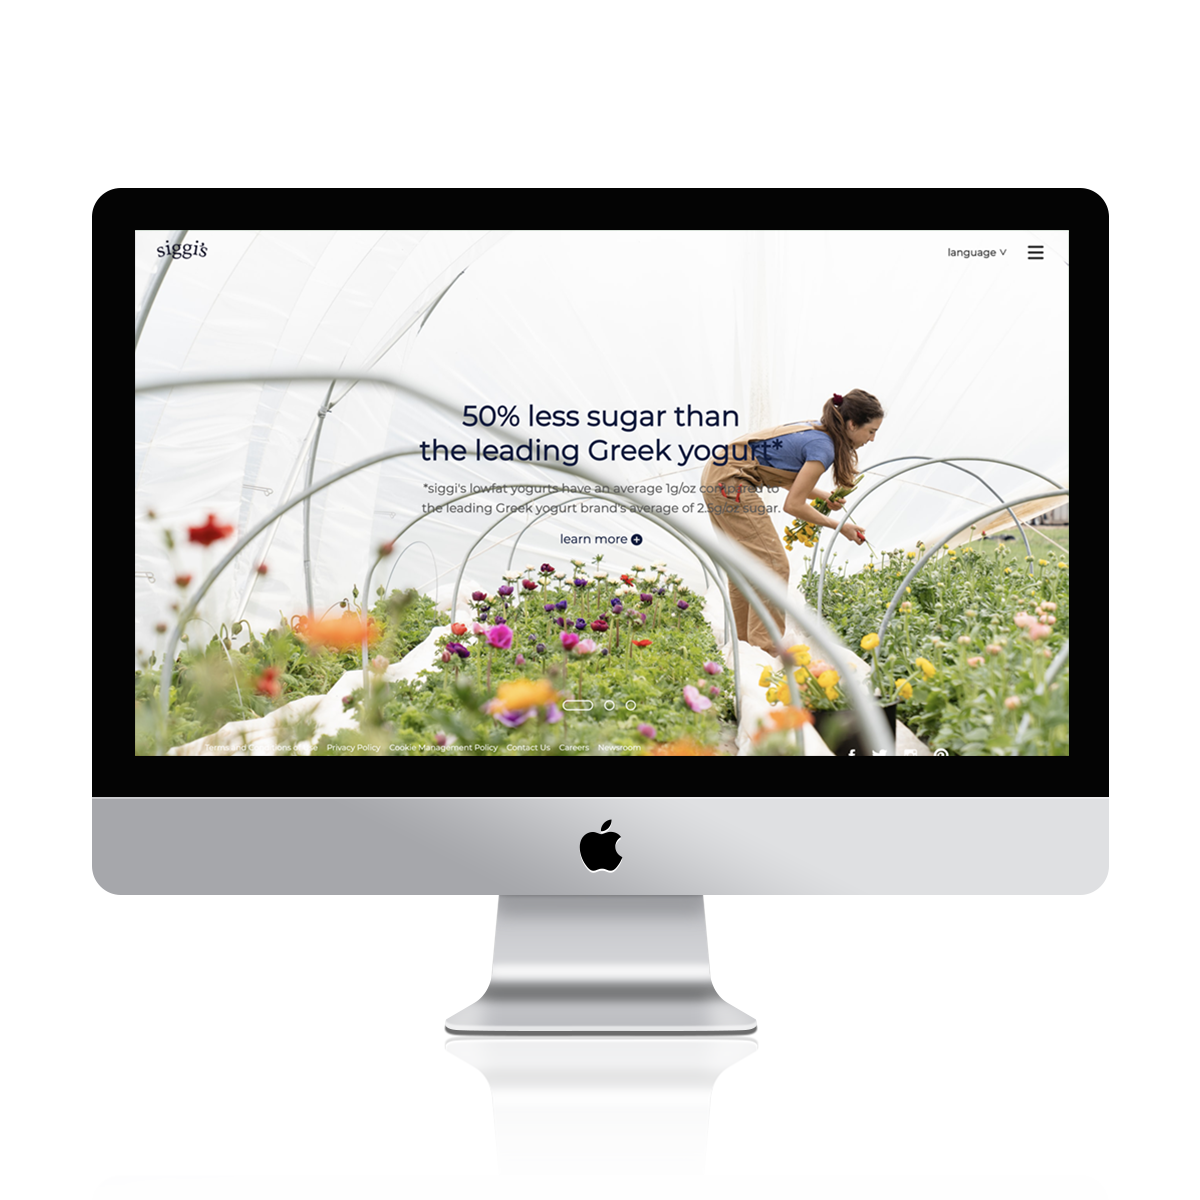 siggi's
language
50% less sugar than
the leading Greek yogurt*
*siggi's lowfat yogurts have an average 1g/oz compared to
the leading Greek yogurt brand's average of 2.5g/oz sugar.
learn more
Terms and Conditions of Use Privacy Policy Cookie Management Policy Contact Us Careers Newsroom